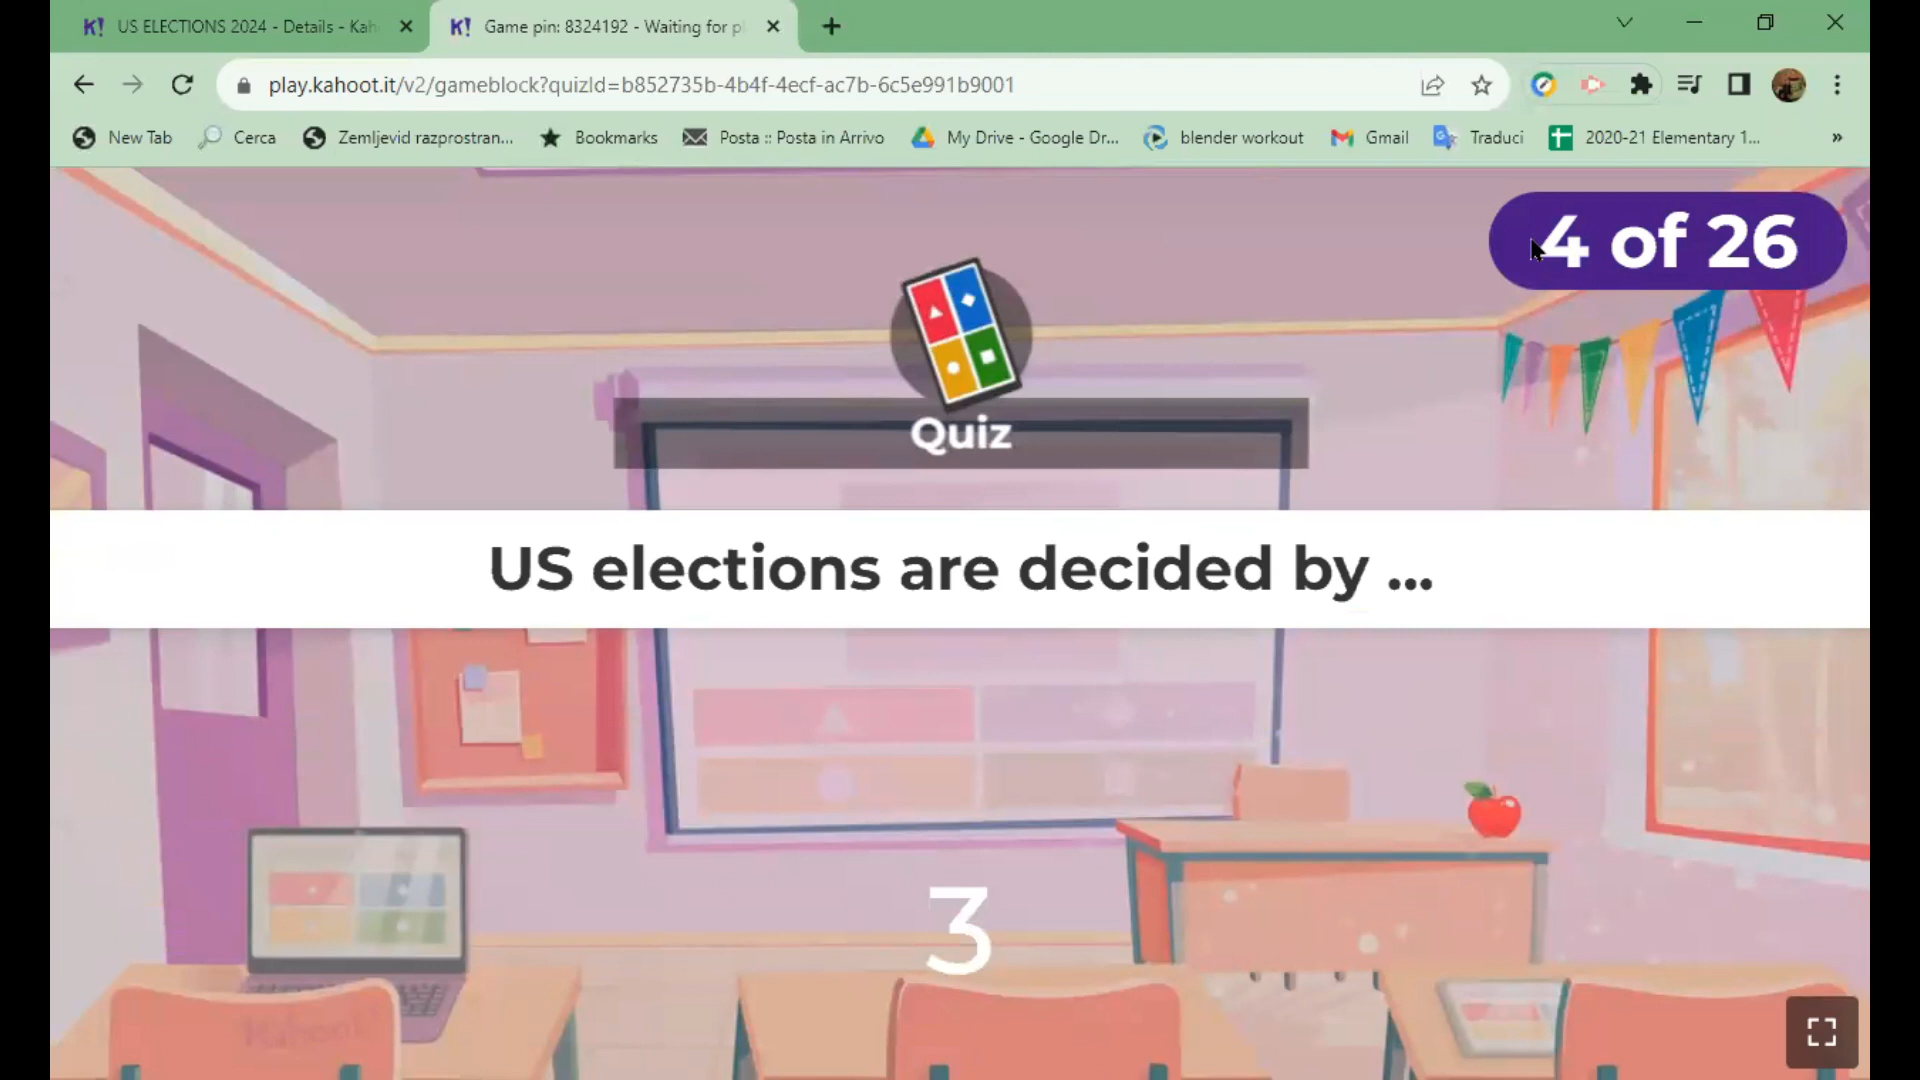 K! US ELECTIONS 2024 - Details - Kah
K! Game pin: 8324192 - Waiting for pl
play.kahoot.it/v2/gameblock?quizId=b852735b-4b4f-4ecf-ac7b-6c5e991b9001
New Tab
Cerca
Zemljevid razprostran...
Bookmarks
Posta :: Posta in Arrivo
My Drive - Google Dr...
blender workout
Gmail
Traduci
2020-21 Elementary 1...
»
4 of 26
Quiz
US elections are decided by ...
3
Kahoot!